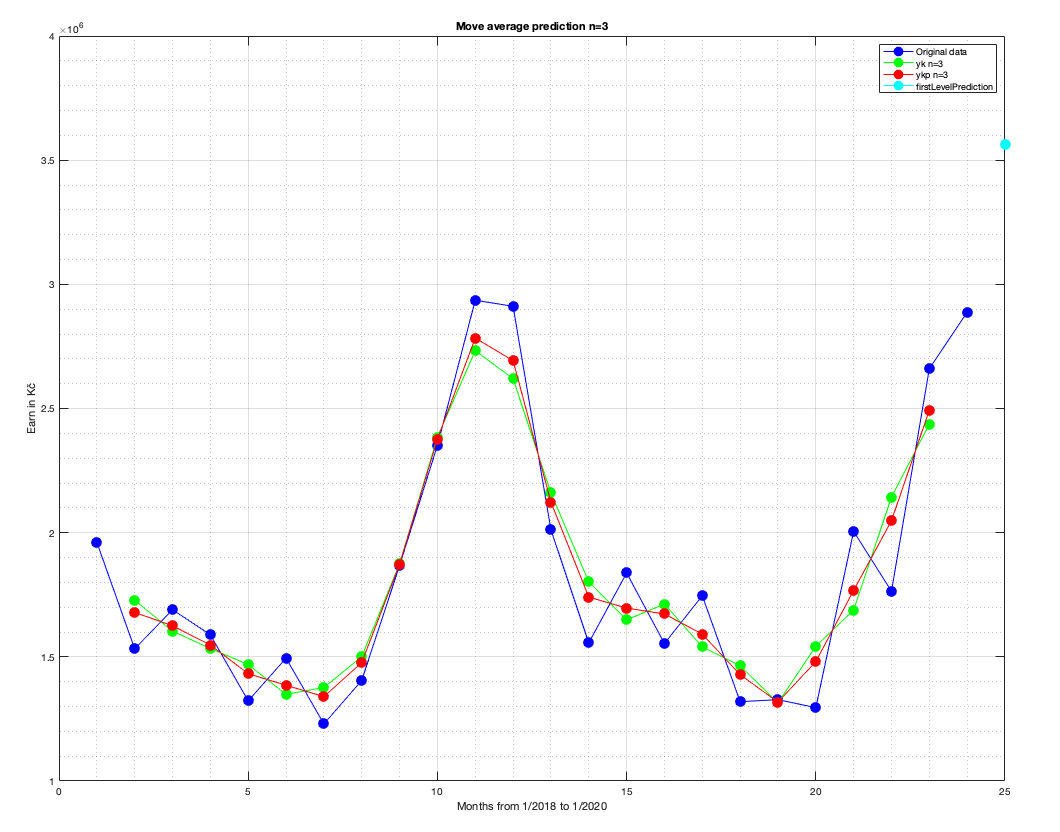 Move average prediction n=3
×10⁶
4
3.5
3
2.5
2
1.5
1
Earn in Kč
0
5
10
15
20
25
Months from 1/2018 to 1/2020
Original data
yk n=3
ykp n=3
firstLevelPrediction